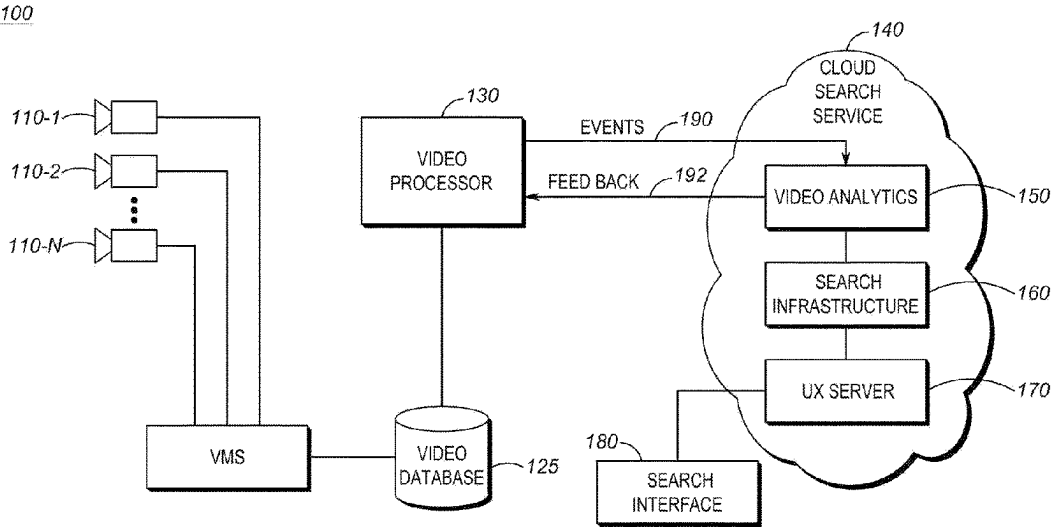 100
110-1
110-2
110-N
VMS
VIDEO
DATABASE
125
130
VIDEO
PROCESSOR
EVENTS
190
FEED BACK
192
140
CLOUD
SEARCH
SERVICE
VIDEO ANALYTICS
150
SEARCH
INFRASTRUCTURE
160
UX SERVER
170
180
SEARCH
INTERFACE